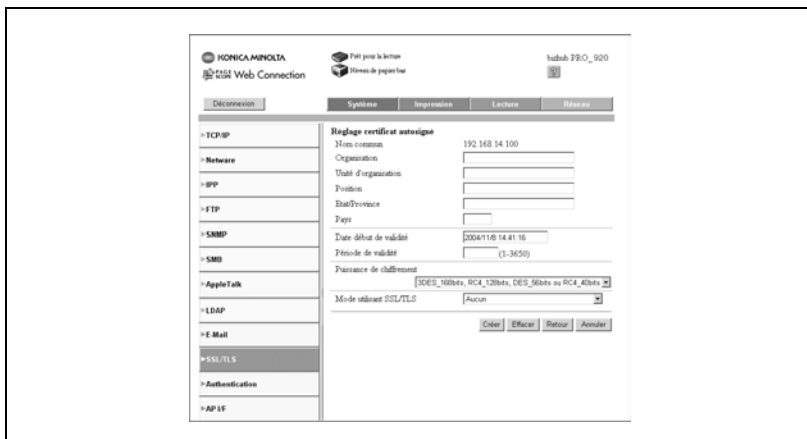 KONICA MINOLTA
PAGE SCOPE Web Connection
Prêt pour la lecture
Niveau de papier bas
bizhub PRO_920
Déconnexion
Système Impression Lecture Réseau
TCP/IP
Netware
IPP
FTP
SNMP
SMB
AppleTalk
LDAP
E-Mail
SSL/TLS
Authentication
AP I/F
Réglage certificat autosigné
Nom commun 192.168.14.100
Organisation
Unité d'organisation
Position
Etat/Province
Pays
Date début de validité 2004/11/8 14:41:16
Période de validité (1-3650)
Puissance de chiffrement
3DES_168bits, RC4_128bits, DES_56bits ou RC4_40bits
Mode utilisant SSL/TLS Aucun
Créer Effacer Retour Annuler